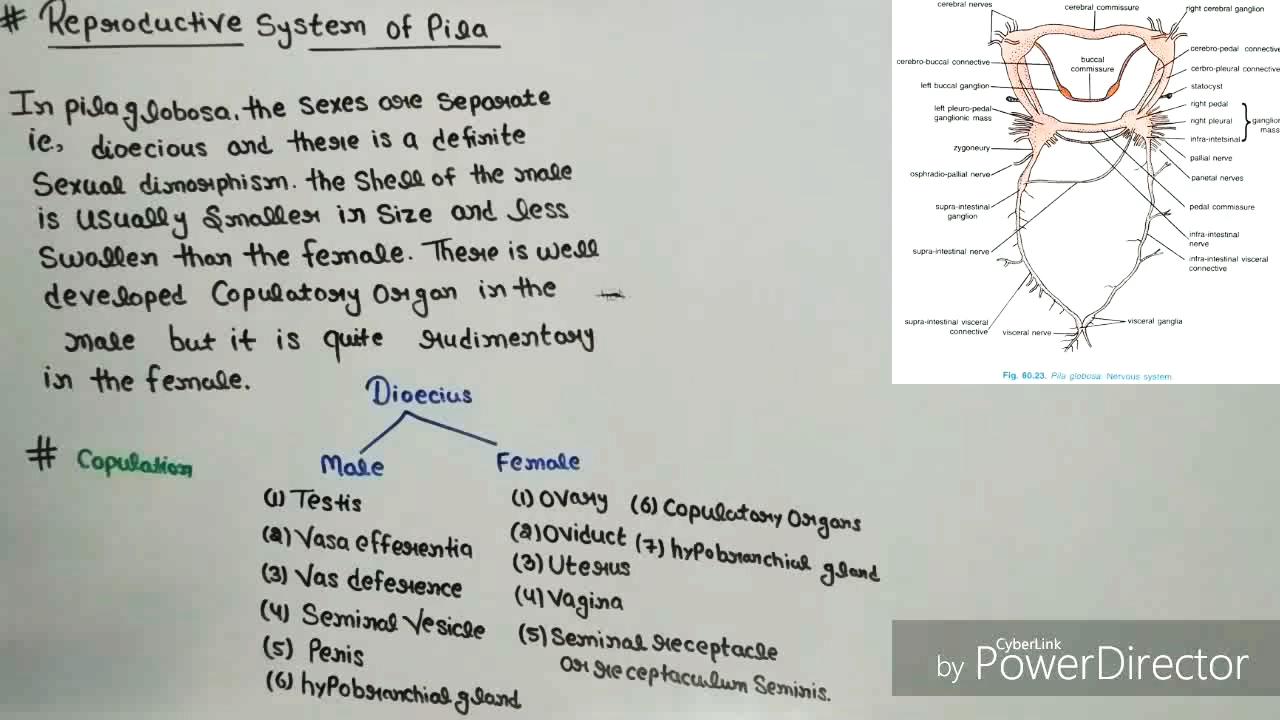 # Reproductive System of Pila
In pila globosa, the sexes are separate
ie, dioecious and there is a definite
Sexual dimorphism. the Shell of the male
is usually smaller in size and less
Swallen than the female. There is well
developed Copulatory Organ in the
male but it is quite rudimentary
in the female.
Dioecius
# Copulation
Male
Female
(1) Testis
(2) Vasa efferentia
(3) Vas deference
(4) Seminal Vesicle
(5) Penis
(6) hypobranchial gland
(1) Ovary (6) Copulatory Organs
(2) Oviduct (7) hypobranchial gland
(3) Uterus
(4) Vagina
(5) Seminal receptacle
or receptaculum Seminis.
cerebral nerves
cerebral commissure
right cerebral ganglion
cerebro-buccal connective
buccal
commissure
cerebro-pedal connective
cerbro-pleural connective
left buccal ganglion
statocyst
left pleuro-pedal
ganglionic mass
right pedal
right pleural
infra-intetsinal
ganglion
mass
zygoneury
pallial nerve
osphradio-pallial nerve
panetal nerves
supra-intestinal
ganglion
pedal commissure
supra-intestinal nerve
infra-intestinal
nerve
infra-intestinal visceral
connective
supra-intestinal visceral
connective
visceral nerve
visceral ganglia
Fig. 60.23. Pila globosa. Nervous system
by CyberLink
PowerDirector